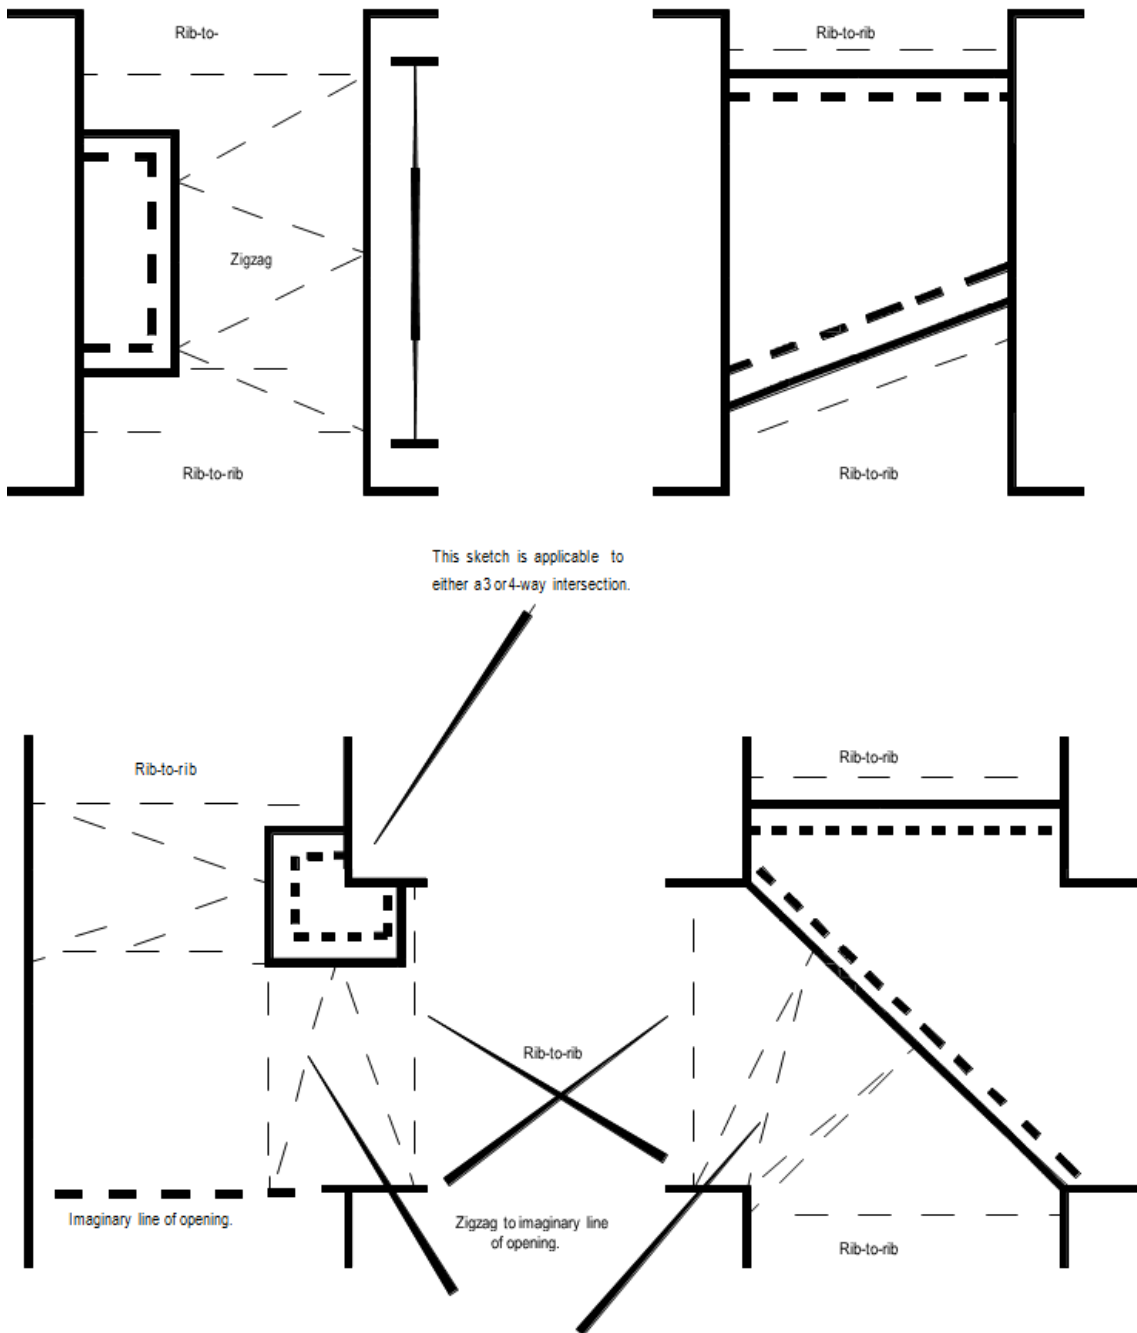 Rib-to-
Rib-to-rib
Zigzag
Rib-to-rib
Rib-to-rib
This sketch is applicable to
either a 3 or 4-way intersection.
Rib-to-rib
Rib-to-rib
Rib-to-rib
Imaginary line of opening.
Zigzag to imaginary line
of opening.
Rib-to-rib